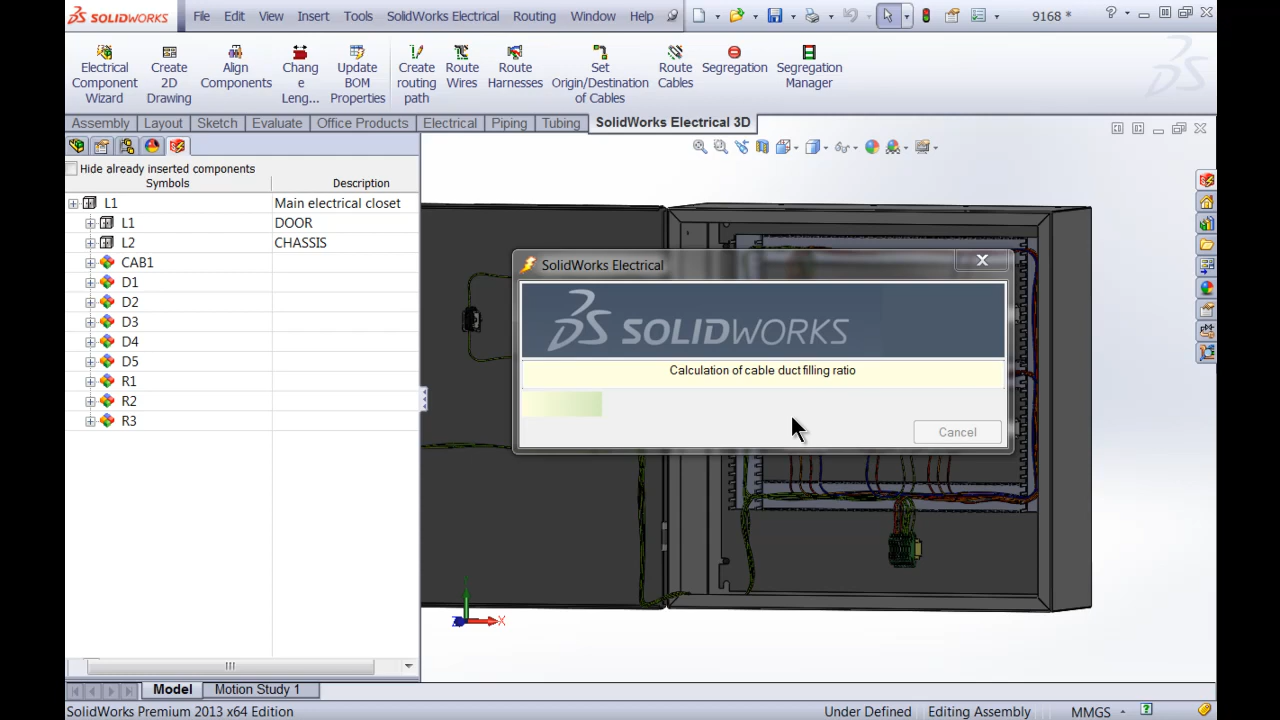 SOLIDWORKS
File Edit View Insert Tools SolidWorks Electrical Routing Window Help 9168 *
Electrical Component Wizard
Create 2D Drawing
Align Components
Chang e Leng...
Update BOM Properties
Create routing path
Route Wires
Route Harnesses
Set Origin/Destination of Cables
Route Cables
Segregation
Segregation Manager
Assembly Layout Sketch Evaluate Office Products Electrical Piping Tubing SolidWorks Electrical 3D
Hide already inserted components
Symbols Description
L1 Main electrical closet
L1 DOOR
L2 CHASSIS
CAB1
D1
D2
D3
D4
D5
R1
R2
R3
SolidWorks Electrical
SOLIDWORKS
Calculation of cable duct filling ratio
Cancel
X
Model Motion Study 1
SolidWorks Premium 2013 x64 Edition Under Defined Editing Assembly MMGS